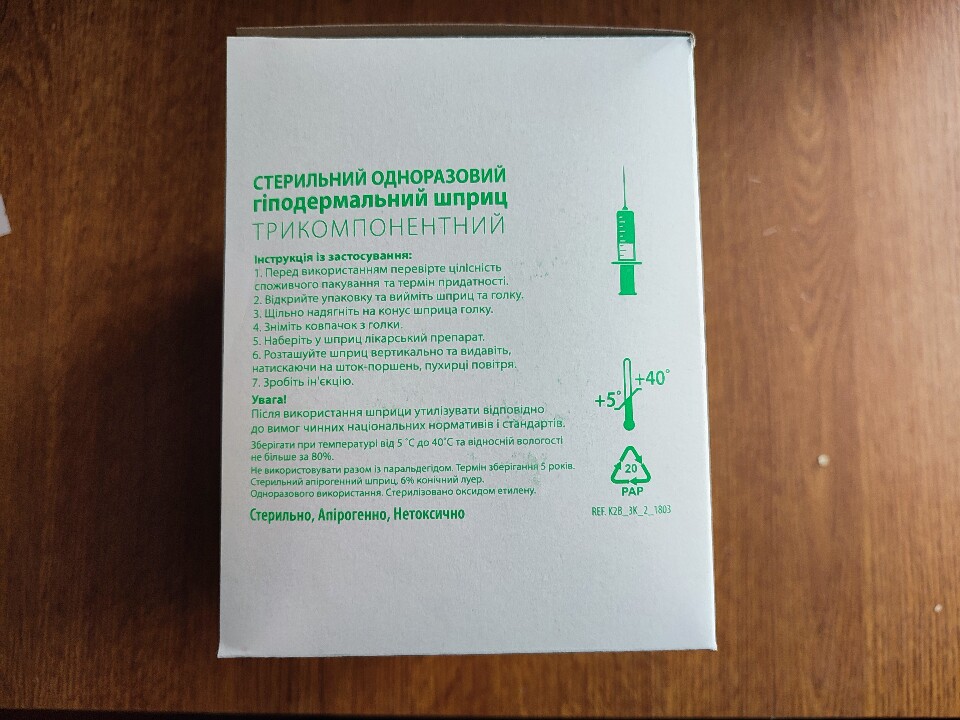 СТЕРИЛЬНИЙ ОДНОРАЗОВИЙ
гіподермальний шприц
ТРИКОМПОНЕНТНИЙ
Інструкція із застосування:
1. Перед використанням перевірте цілісність
споживчого пакування та термін придатності.
2. Відкрийте упаковку та вийміть шприц та голку.
3. Щільно надягніть на конус шприца голку.
4. Зніміть ковпачок з голки.
5. Наберіть у шприц лікарський препарат.
6. Розташуйте шприц вертикально та видавіть,
натискаючи на шток-поршень, пухирці повітря.
7. Зробіть ін'єкцію.
Увага!
Після використання шприци утилізувати відповідно
до вимог чинних національних нормативів і стандартів.
Зберігати при температурі від 5 ˚С до 40˚С та відносній вологості
не більше за 80%.
Не використовувати разом із паральдегідом. Термін зберігання 5 років.
Стерильний апірогенний шприц, 6% конічний луер.
Одноразового використання. Стерилізовано оксидом етилену.
Стерильно, Апірогенно, Нетоксично
+40˚
+5˚
20
PAP
REF. K2B_3K_2_1803